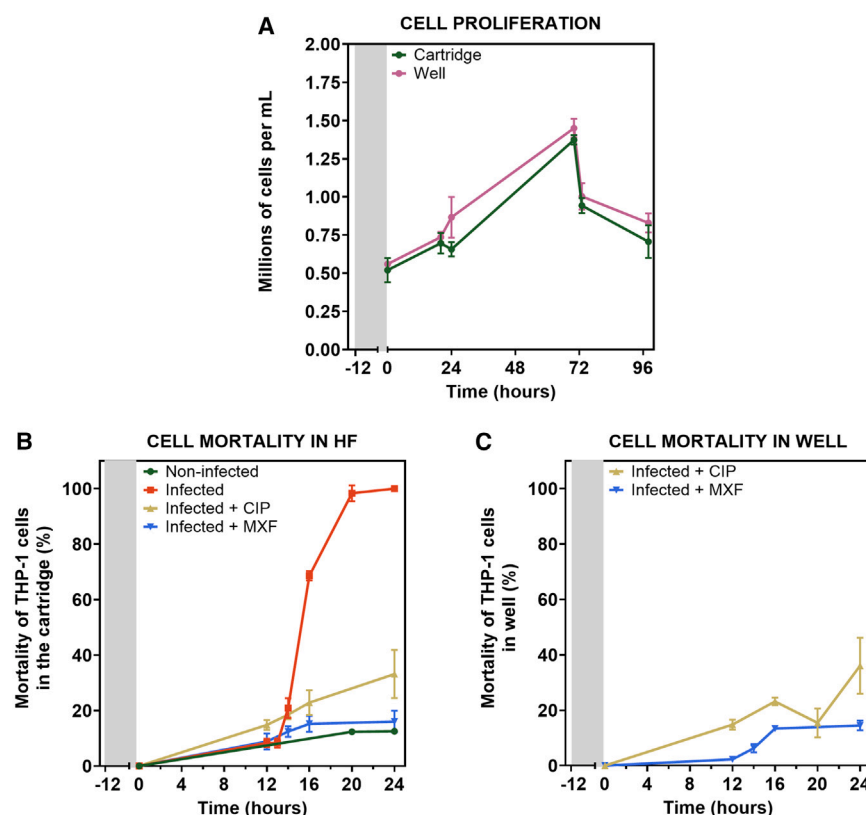 A
CELL PROLIFERATION
Cartridge
Well
Millions of cells per mL
2.00
1.75
1.50
1.25
1.00
0.75
0.50
0.25
0.00
-12 0 24 48 72 96
Time (hours)
B
CELL MORTALITY IN HF
Non-infected
Infected
Infected + CIP
Infected + MXF
Mortality of THP-1 cells
in the cartridge (%)
100
80
60
40
20
0
-12 0 4 8 12 16 20 24
Time (hours)
C
CELL MORTALITY IN WELL
Infected + CIP
Infected + MXF
Mortality of THP-1 cells
in well (%)
100
80
60
40
20
0
-12 0 4 8 12 16 20 24
Time (hours)